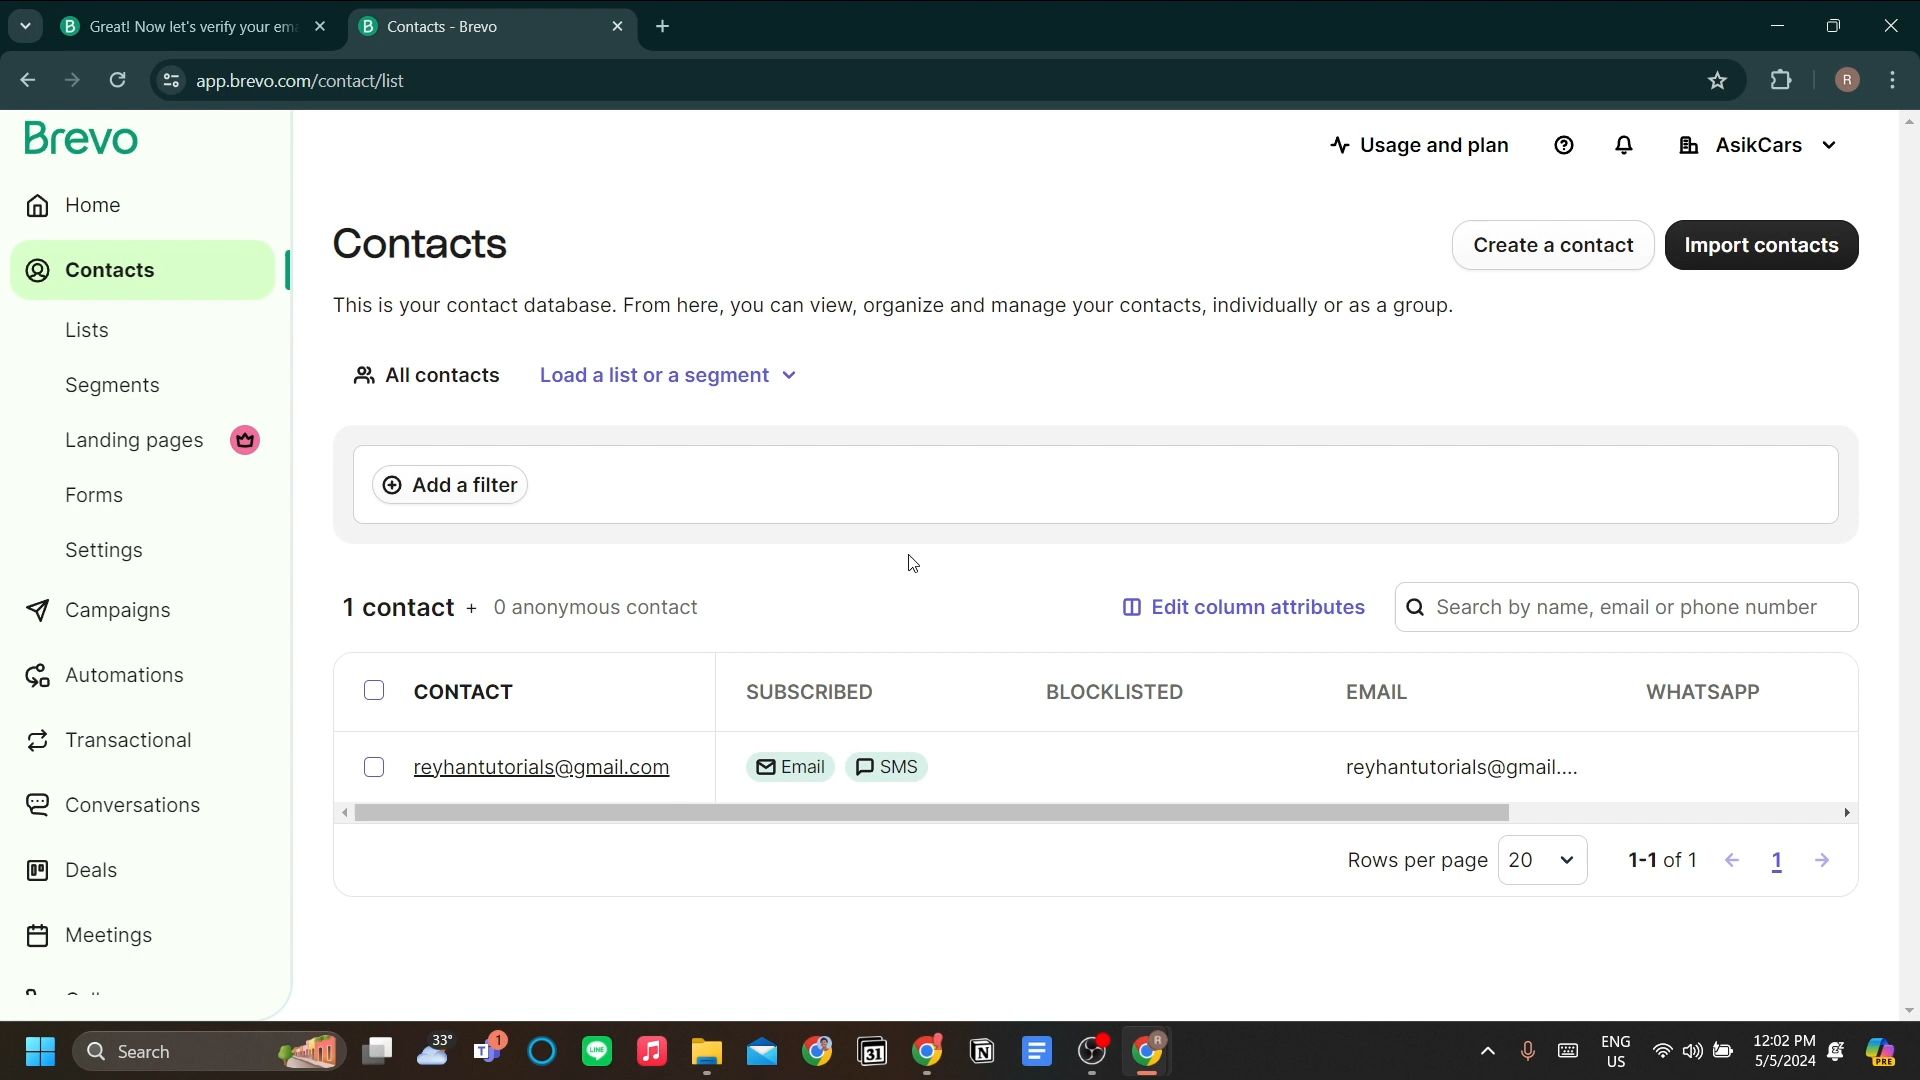 Great! Now let's verify your em
Contacts - Brevo
app.brevo.com/contact/list
R
Brevo
Usage and plan
AsikCars
Home
Contacts
Lists
Segments
Landing pages
Forms
Settings
Campaigns
Automations
Transactional
Conversations
Deals
Meetings
Contacts
Create a contact
Import contacts
This is your contact database. From here, you can view, organize and manage your contacts, individually or as a group.
All contacts
Load a list or a segment
Add a filter
1 contact + 0 anonymous contact
Edit column attributes
Search by name, email or phone number
CONTACT SUBSCRIBED BLOCKLISTED EMAIL WHATSAPP
reyhantutorials@gmail.com Email SMS reyhantutorials@gmail....
Rows per page 20 1-1 of 1 1
Search
33°
1
LINE
31
R
ENG
US
12:02 PM
5/5/2024
PRE